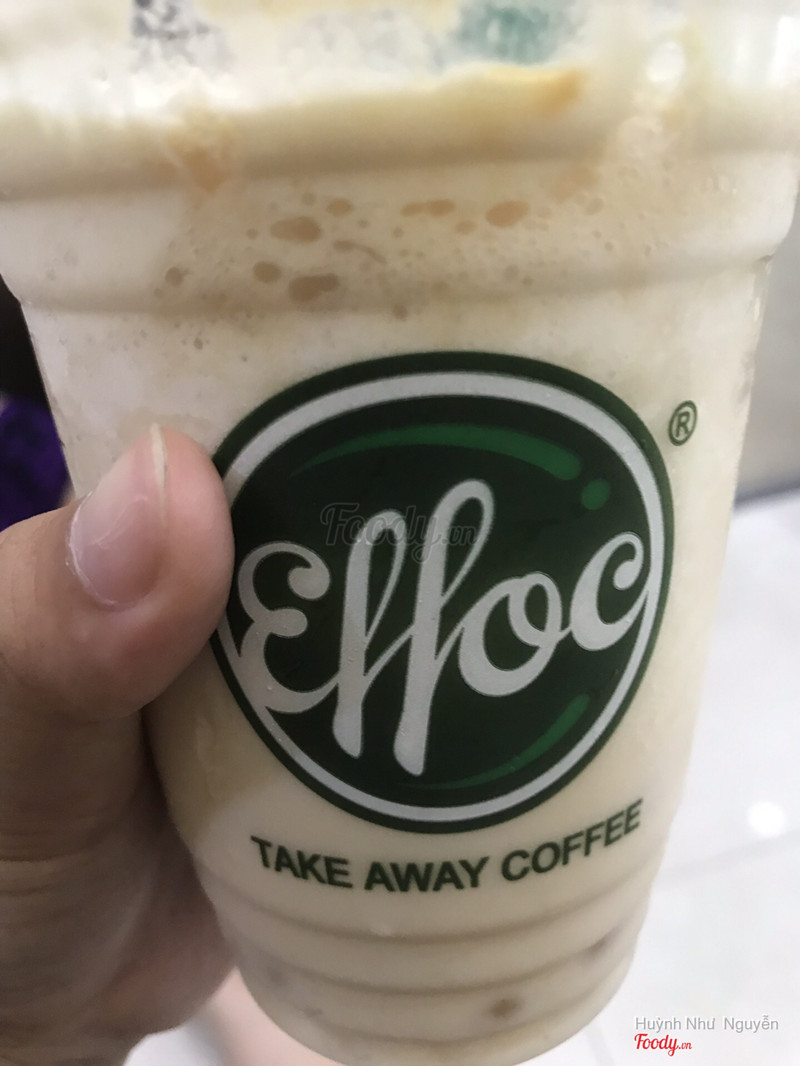 ®
Foody.vn
Effoc
TAKE AWAY COFFEE
Huỳnh Như Nguyễn
Foody.vn